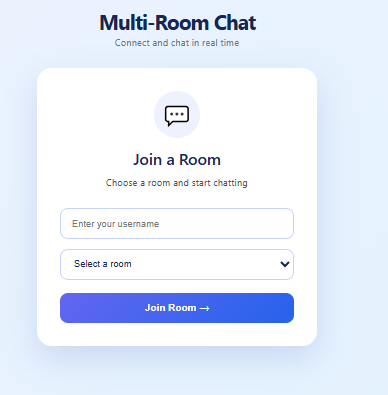 Multi-Room Chat
Connect and chat in real time
Join a Room
Choose a room and start chatting
Enter your username
Select a room
Join Room →